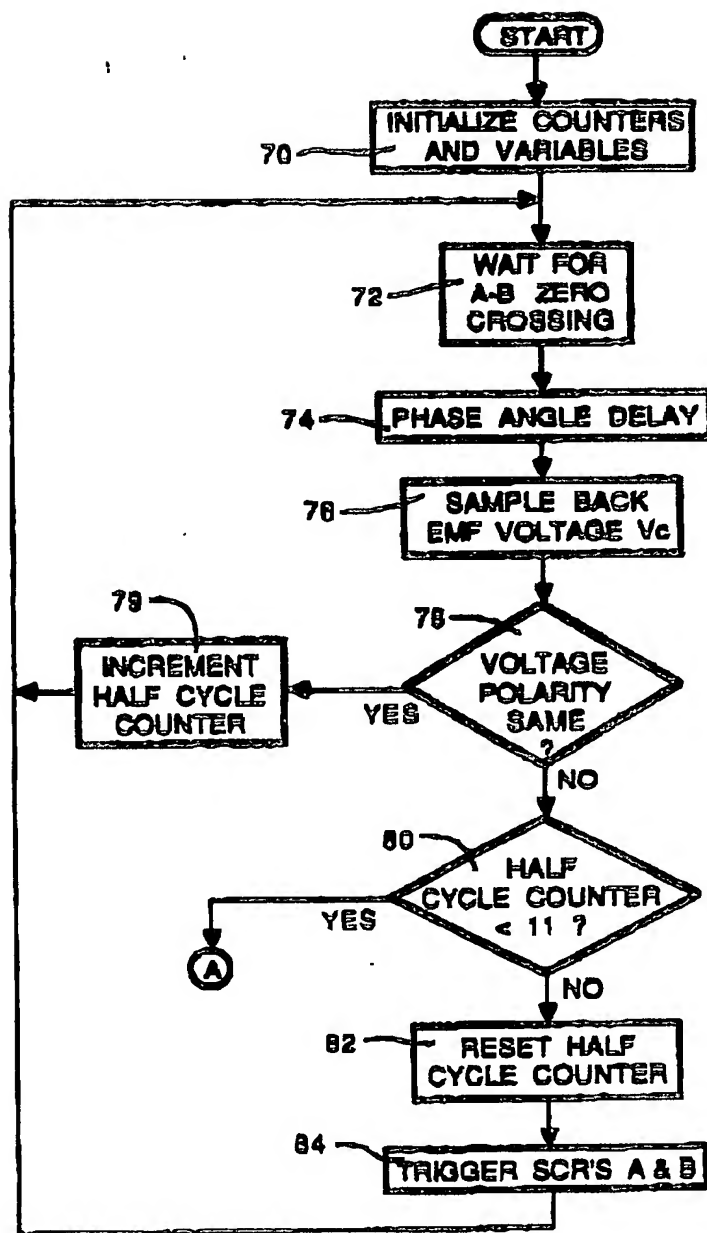 START
INITIALIZE COUNTERS
AND VARIABLES
70
WAIT FOR
A-B ZERO
CROSSING
72
74
PHASE ANGLE DELAY
76
SAMPLE BACK
EMF VOLTAGE Vc
79
INCREMENT
HALF CYCLE
COUNTER
78
VOLTAGE
POLARITY
SAME
?
YES
NO
80
HALF
CYCLE COUNTER
< 11 ?
YES
A
NO
82
RESET HALF
CYCLE COUNTER
84
TRIGGER SCR'S A & B